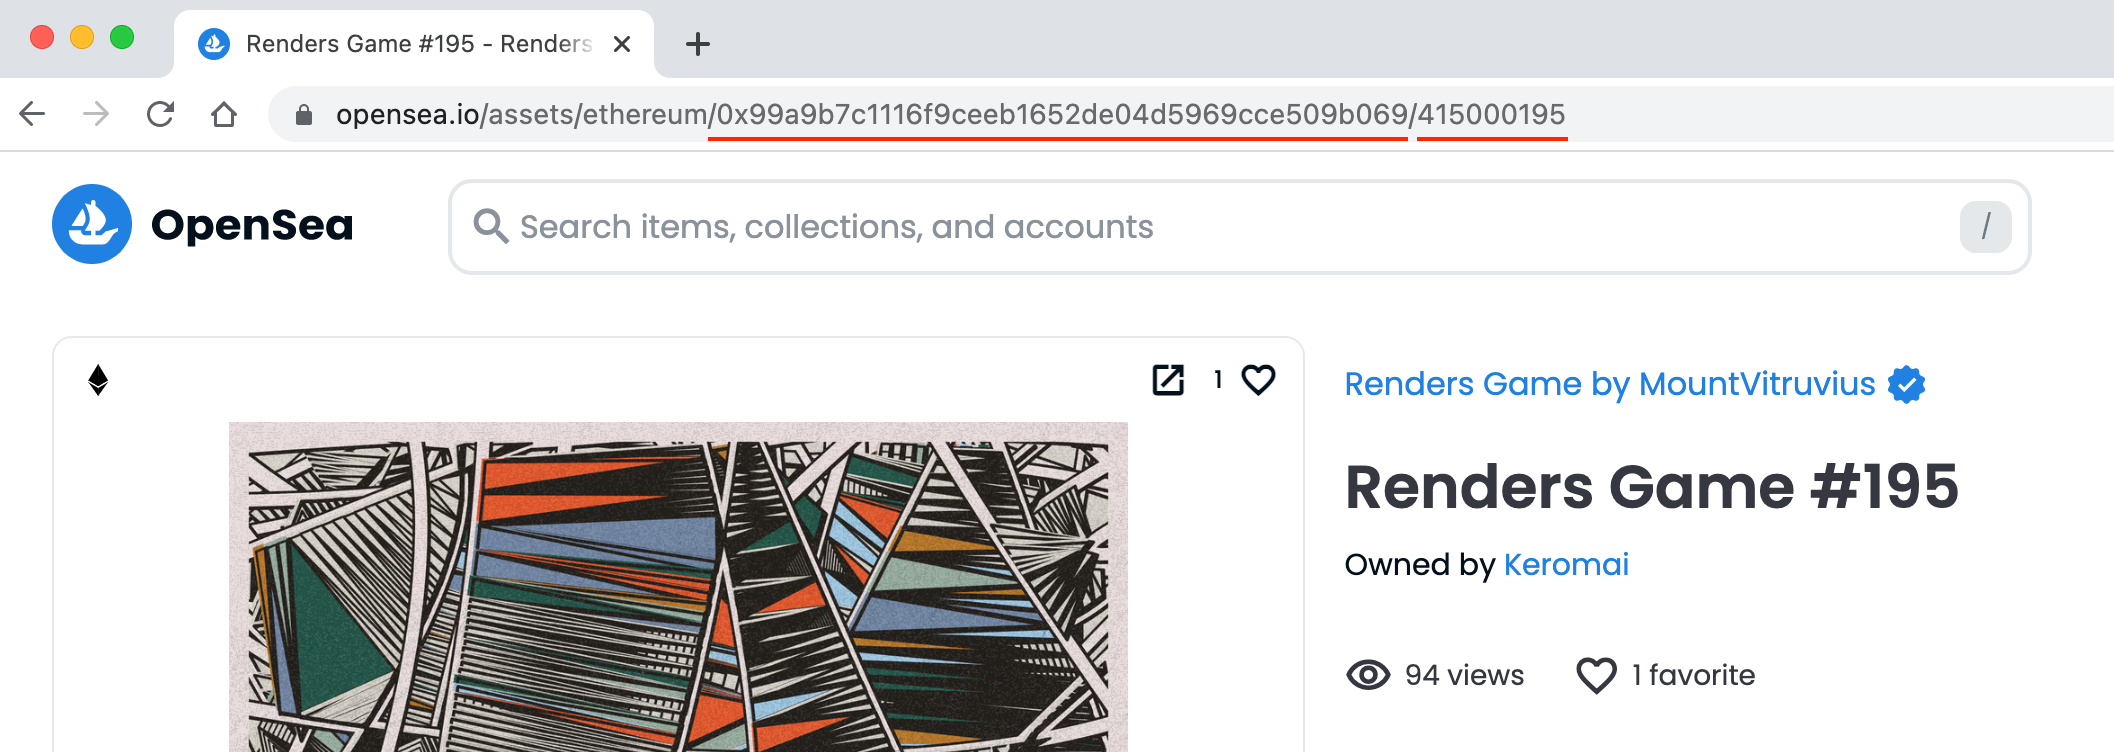 Renders Game #195 - Renders
opensea.io/assets/ethereum/0x99a9b7c1116f9ceeb1652de04d5969cce509b069/415000195
OpenSea
Search items, collections, and accounts
/
1
Renders Game by MountVitruvius
Renders Game #195
Owned by Keromai
94 views
1 favorite